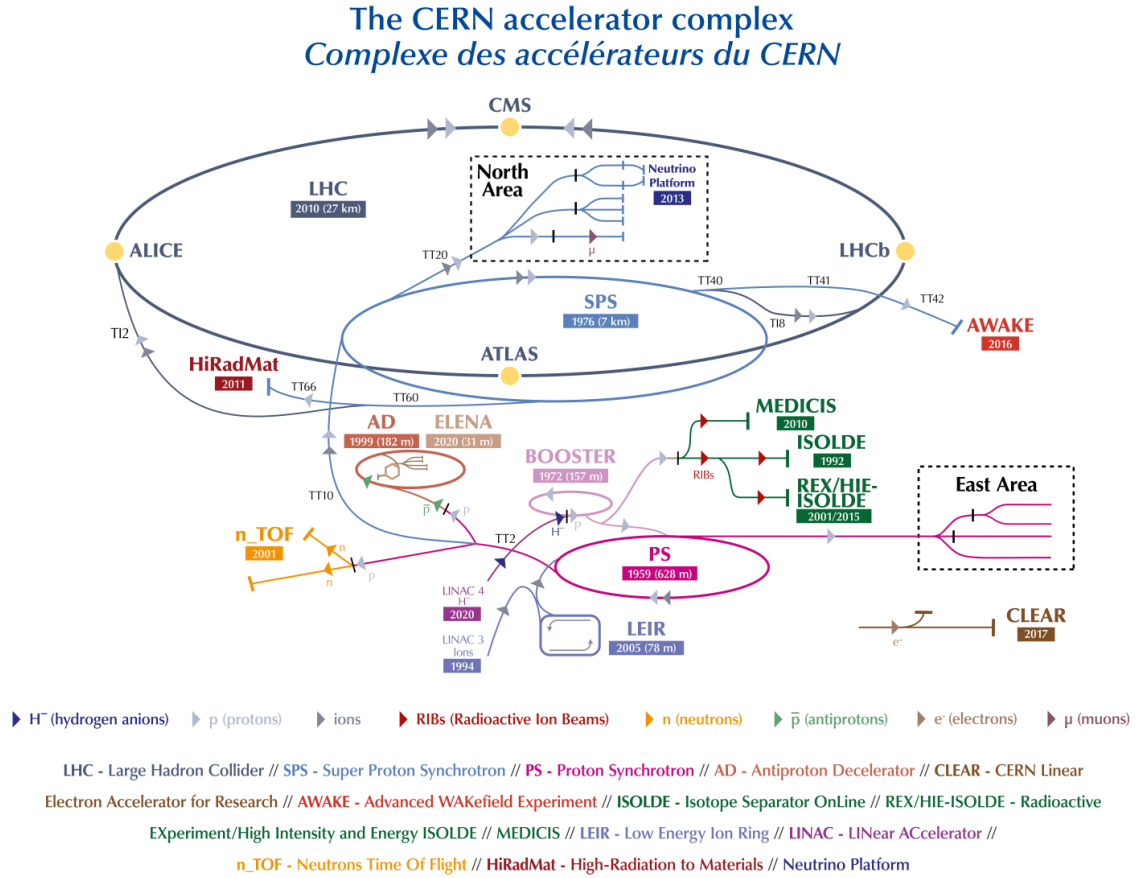 The CERN accelerator complex
Complexe des accélérateurs du CERN
CMS
North
Area
Neutrino
Platform
2013
LHC
2010 (27 km)
μ
ALICE
LHCb
TT20
TT40
TT41
SPS
1976 (7 km)
TT42
TI8
AWAKE
2016
TI2
ATLAS
HiRadMat
2011
TT66
TT60
MEDICIS
2010
AD
1999 (182 m)
ELENA
2020 (31 m)
ISOLDE
1992
BOOSTER
1972 (157 m)
RIBs
REX/HIE-
ISOLDE
2001/2015
East Area
TT10
p̅
p
H⁻
p
n_TOF
2001
n
n
p
TT2
PS
1959 (628 m)
LINAC 4
H⁻
2020
LINAC 3
Ions
1994
LEIR
2005 (78 m)
CLEAR
2017
e⁻
H⁻ (hydrogen anions)
p (protons)
ions
RIBs (Radioactive Ion Beams)
n (neutrons)
p̅ (antiprotons)
e⁻ (electrons)
μ (muons)
LHC - Large Hadron Collider // SPS - Super Proton Synchrotron // PS - Proton Synchrotron // AD - Antiproton Decelerator // CLEAR - CERN Linear
Electron Accelerator for Research // AWAKE - Advanced WAKefield Experiment // ISOLDE - Isotope Separator OnLine // REX/HIE-ISOLDE - Radioactive
EXperiment/High Intensity and Energy ISOLDE // MEDICIS // LEIR - Low Energy Ion Ring // LINAC - LINear ACcelerator //
n_TOF - Neutrons Time Of Flight // HiRadMat - High-Radiation to Materials // Neutrino Platform